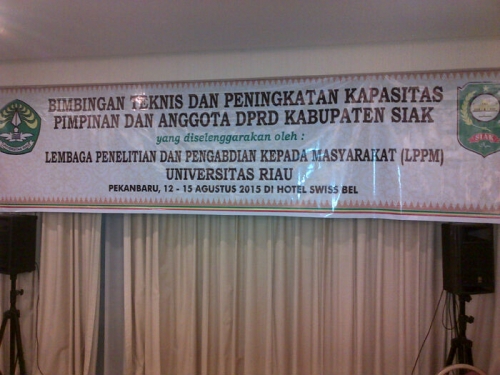 BIMBINGAN TEKNIS DAN PENINGKATAN KAPASITAS
PIMPINAN DAN ANGGOTA DPRD KABUPATEN SIAK
yang diselenggarakan oleh :
LEMBAGA PENELITIAN DAN PENGABDIAN KEPADA MASYARAKAT (LPPM)
UNIVERSITAS RIAU
PEKANBARU, 12 - 15 AGUSTUS 2015 DI HOTEL SWISS BEL
SIAK